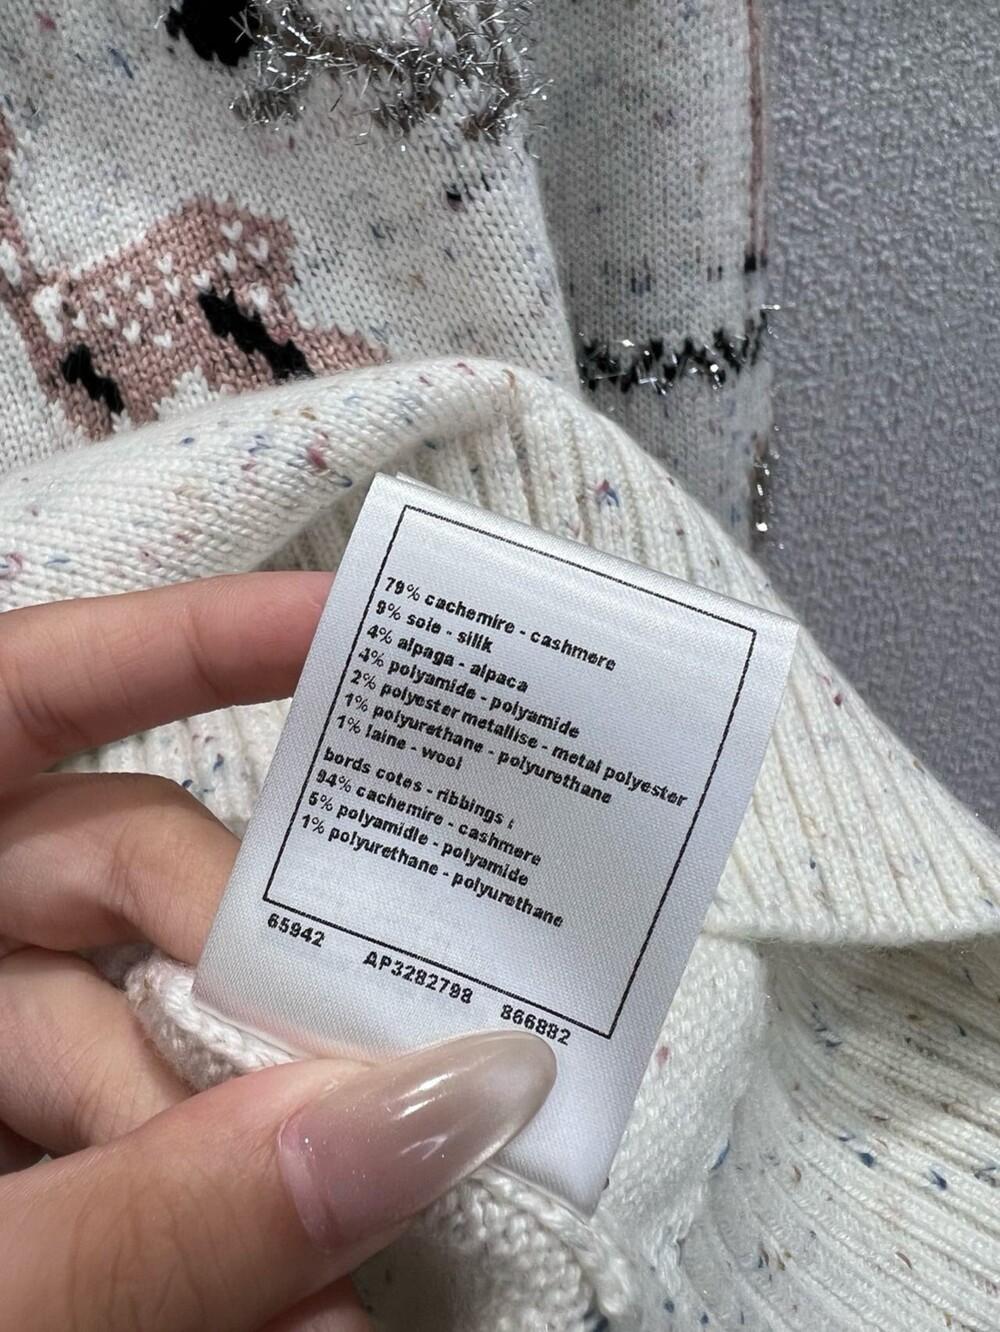 79% cachemire - cashmere
9% soie - sillk
4% alpaga - alpaca
4% polyamide - polyamide
2% polyester metallise - metal polyester
1% polyurethane - polyurethane
1% laine - wool
bords cotes - ribbings :
94% cachemire - cashmere
5% polyamidle - polyamide
1% polyurethane - polyurethane
65942 AP3282798 866882